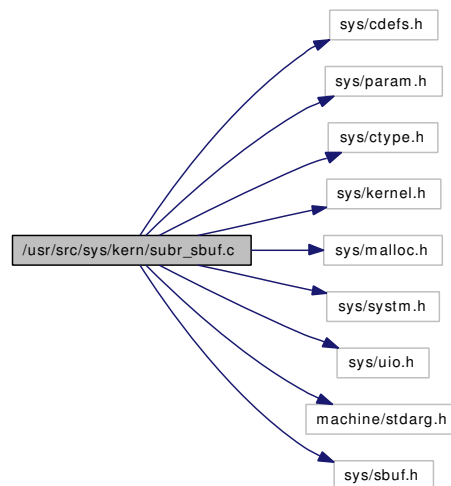 sys/cdefs.h
sys/param.h
sys/ctype.h
sys/kernel.h
/usr/src/sys/kern/subr_sbuf.c
sys/malloc.h
sys/systm.h
sys/uio.h
machine/stdarg.h
sys/sbuf.h